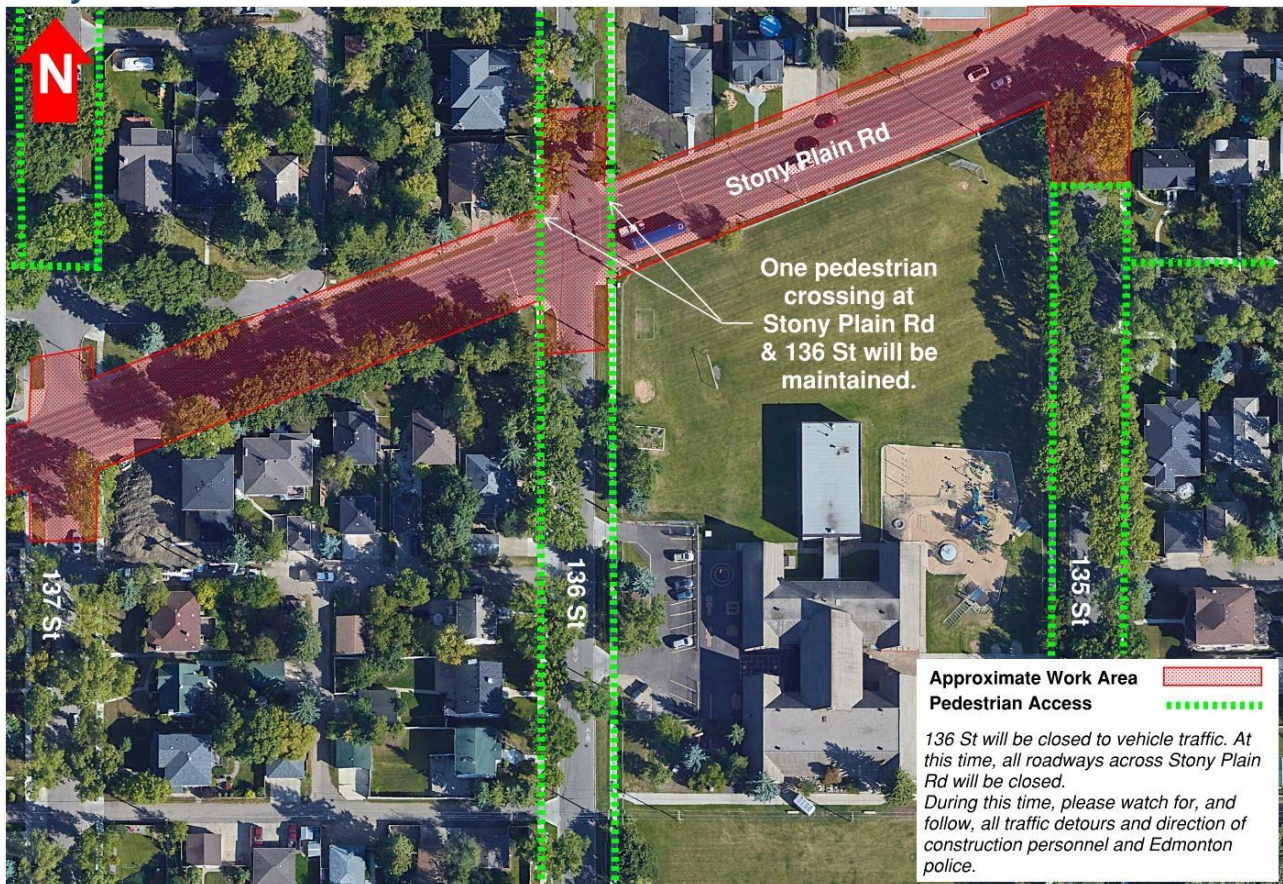 N
Stony Plain Rd
One pedestrian
crossing at
Stony Plain Rd
& 136 St will be
maintained.
137 St
136 St
135 St
Approximate Work Area
Pedestrian Access
136 St will be closed to vehicle traffic. At
this time, all roadways across Stony Plain
Rd will be closed.
During this time, please watch for, and
follow, all traffic detours and direction of
construction personnel and Edmonton
police.